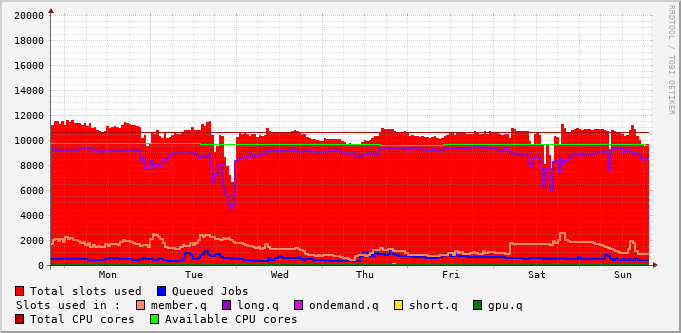 20000
18000
16000
14000
12000
10000
8000
6000
4000
2000
0
Mon Tue Wed Thu Fri Sat Sun
RRDTOOL / TOBI OETIKER
Total slots used Queued Jobs
Slots used in : member.q long.q ondemand.q short.q gpu.q
Total CPU cores Available CPU cores